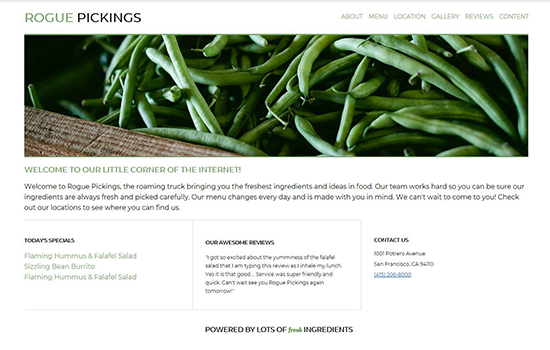 ROGUE PICKINGS
ABOUT MENU LOCATION GALLERY REVIEWS CONTENT
WELCOME TO OUR LITTLE CORNER OF THE INTERNET!
Welcome to Rogue Pickings, the roaming truck bringing you the freshest ingredients and ideas in food. Our team works hard so you can be sure our
ingredients are always fresh and picked carefully. Our menu changes every day and is made with you in mind. We can't wait to come to you! Check
out our locations to see where you can find us.
TODAY'S SPECIALS
Flaming Hummus & Falafel Salad
Sizzling Bean Burrito
Flaming Hummus & Falafel Salad
OUR AWESOME REVIEWS
"I got so excited about the yumminess of the falafel
salad that I am typing this review as I inhale my lunch.
Yes it is that good... Service was super friendly and
quick. Can't wait see you Rogue Pickings again
tomorrow!"
CONTACT US
1001 Potrero Avenue
San Francisco, CA 94110
(415) 206-8000
POWERED BY LOTS OF fresh INGREDIENTS